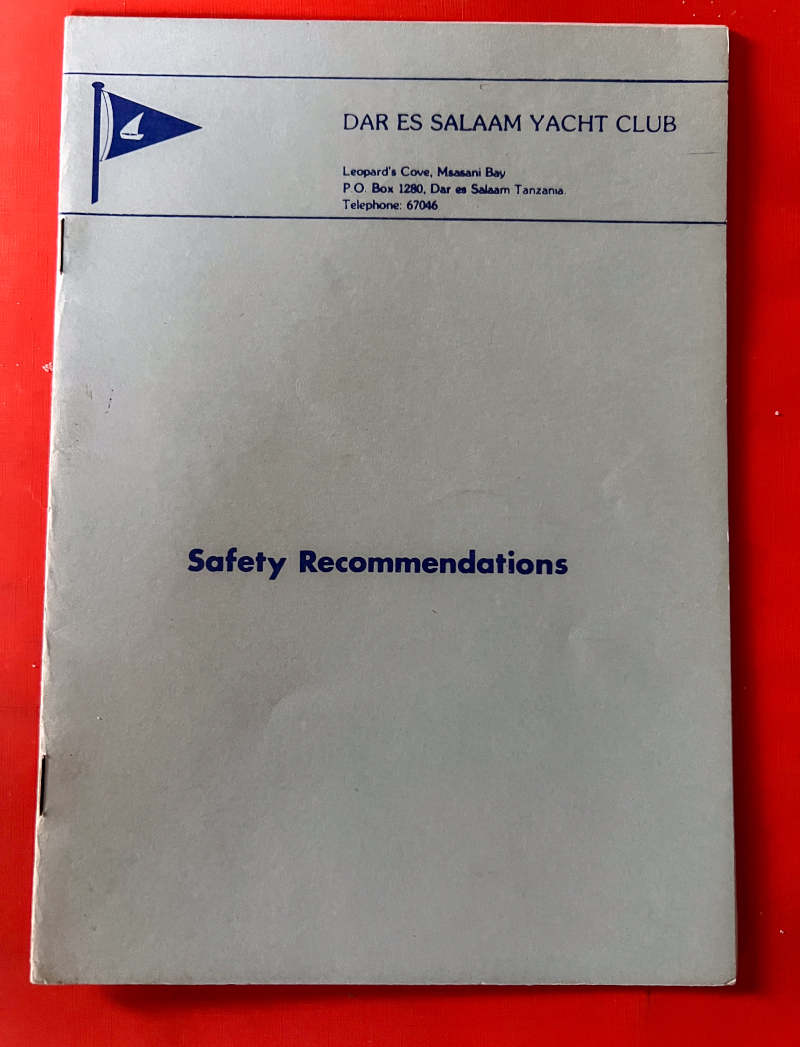 DAR ES SALAAM YACHT CLUB
Leopard's Cove, Msasani Bay
P.O. Box 1280, Dar es Salaam Tanzania.
Telephone: 67046
Safety Recommendations